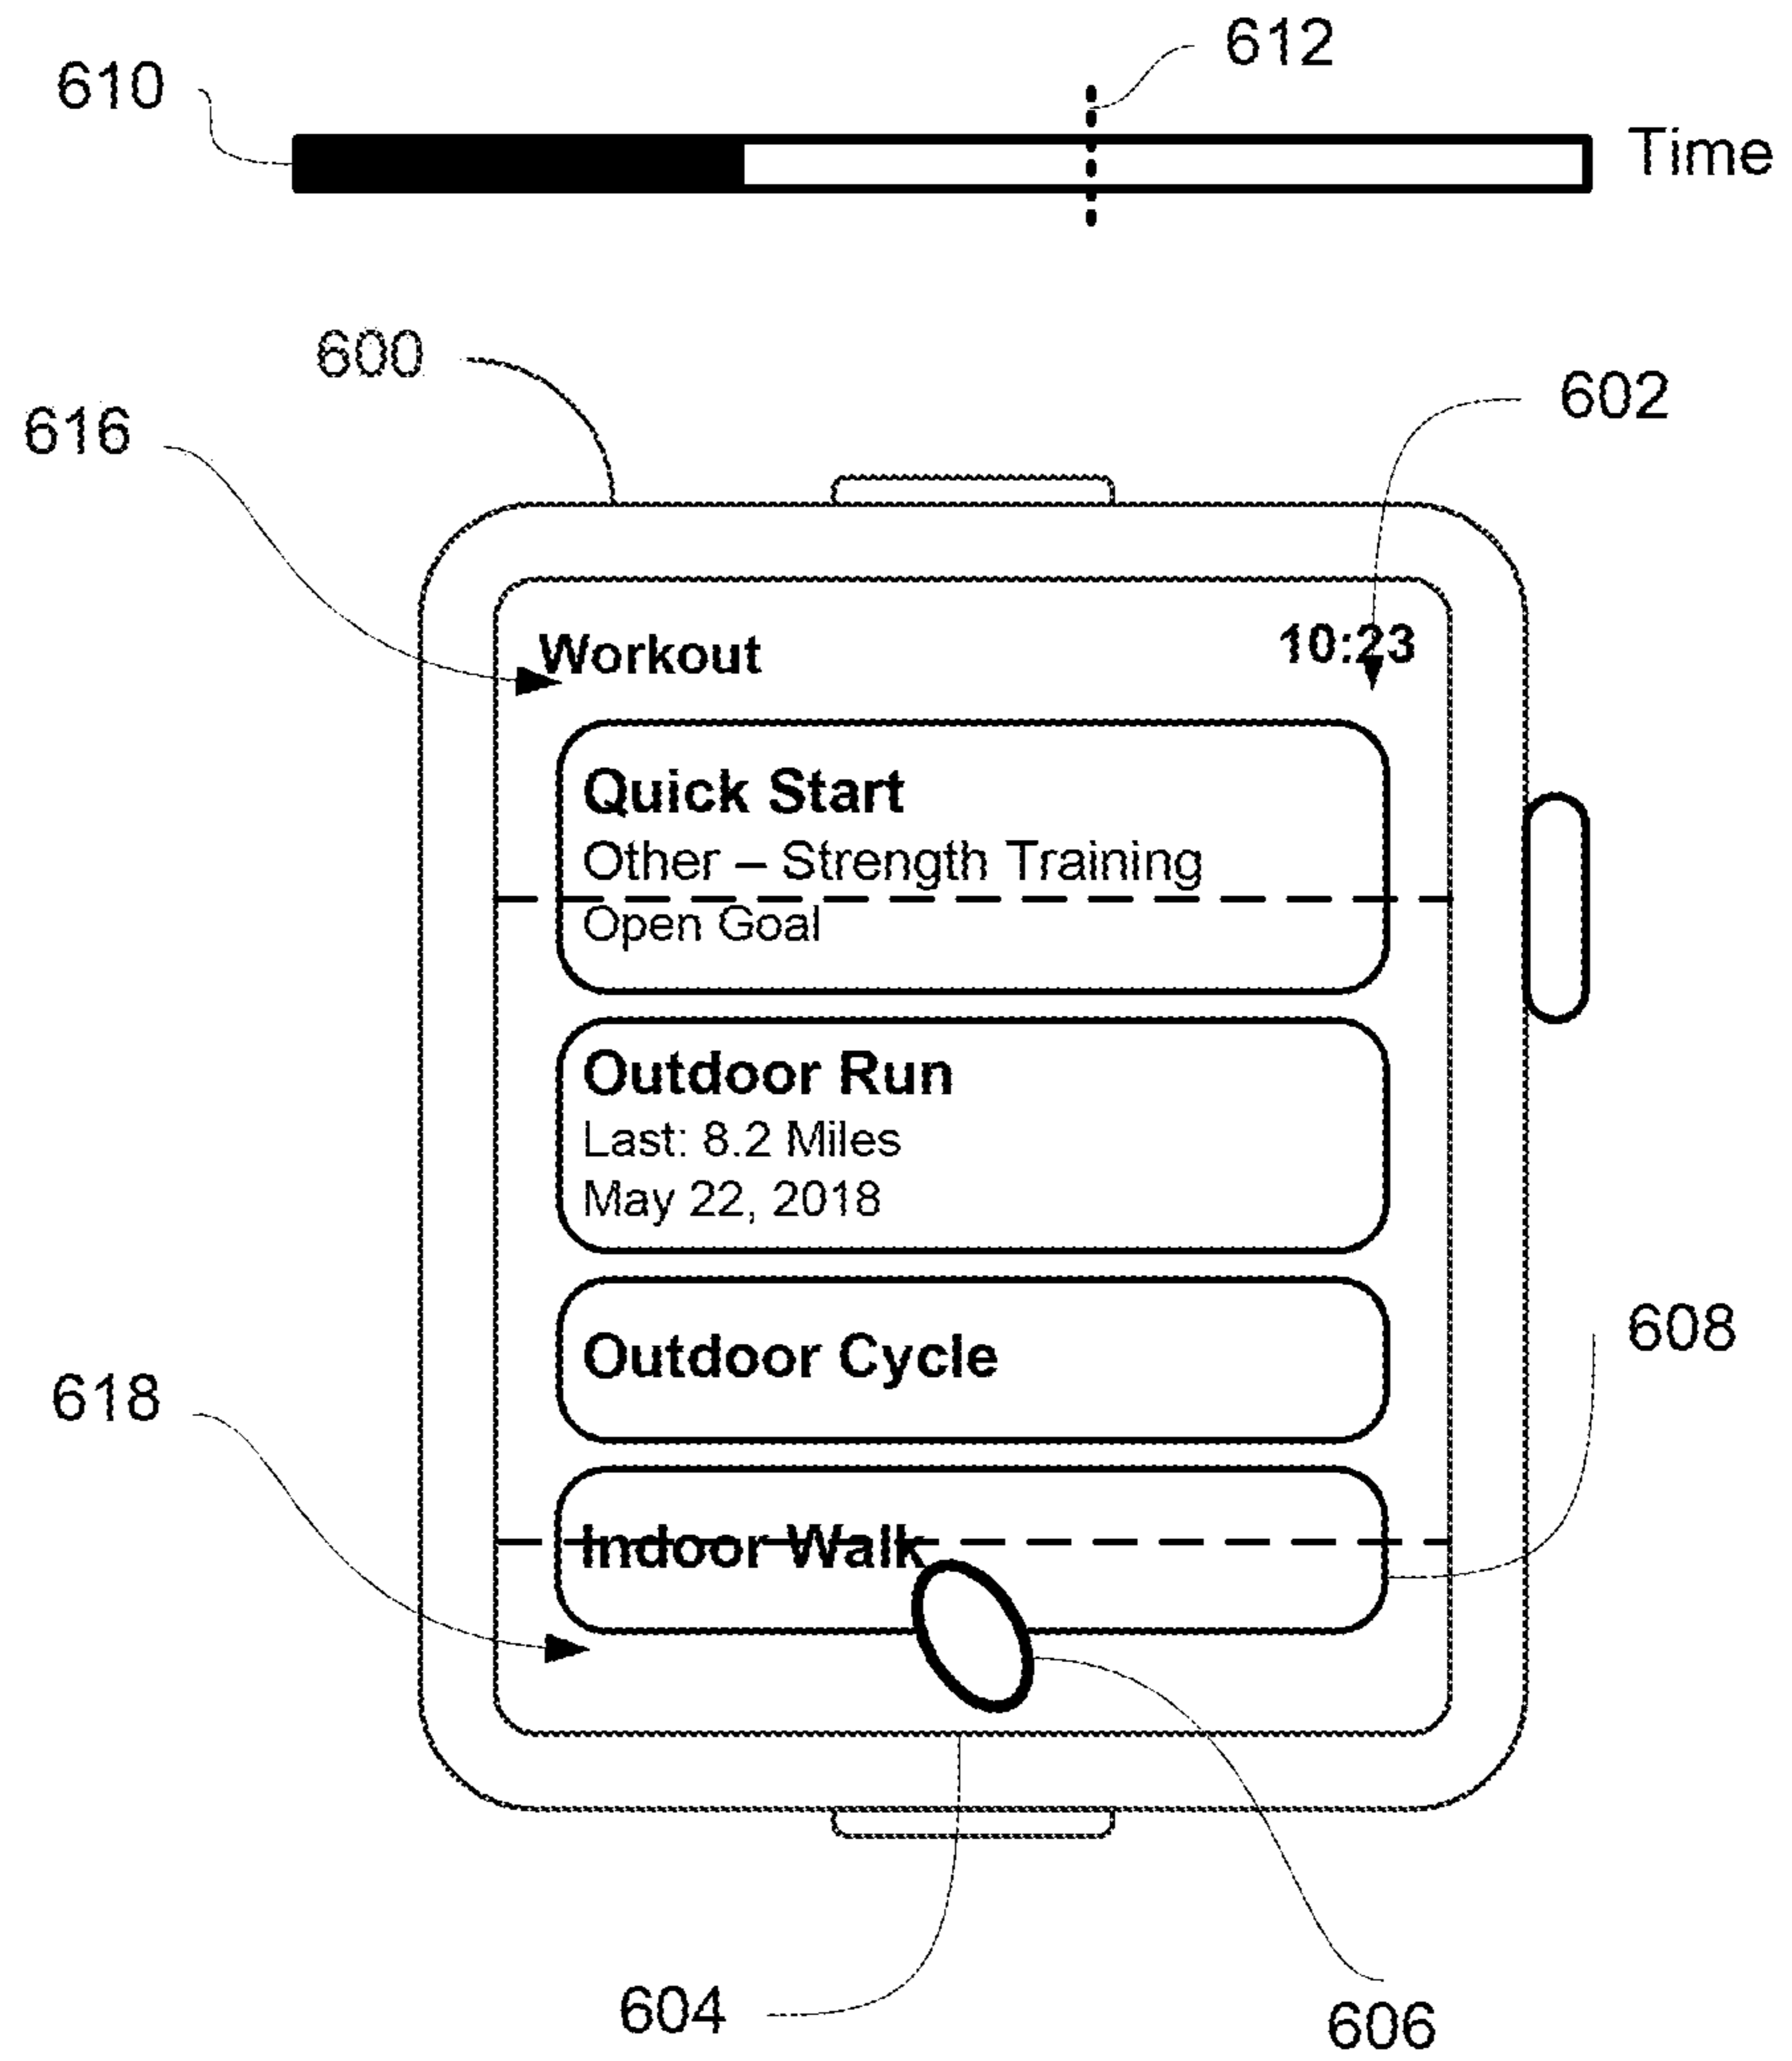 612
610
Time
600
602
616
Workout
10:23
Quick Start
Other – Strength Training
Open Goal
Outdoor Run
Last: 8.2 Miles
May 22, 2018
Outdoor Cycle
608
618
Indoor Walk
604
606